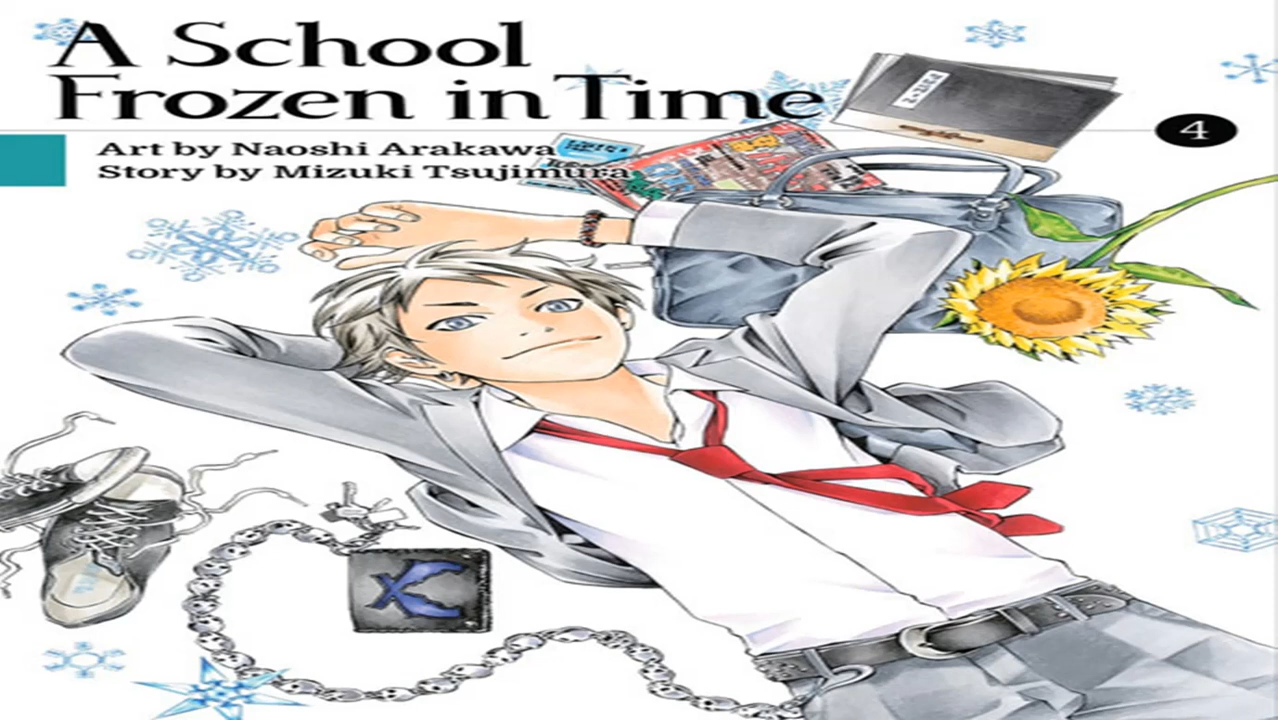 A School
Frozen in Time
4
Art by Naoshi Arakawa
Story by Mizuki Tsujimura